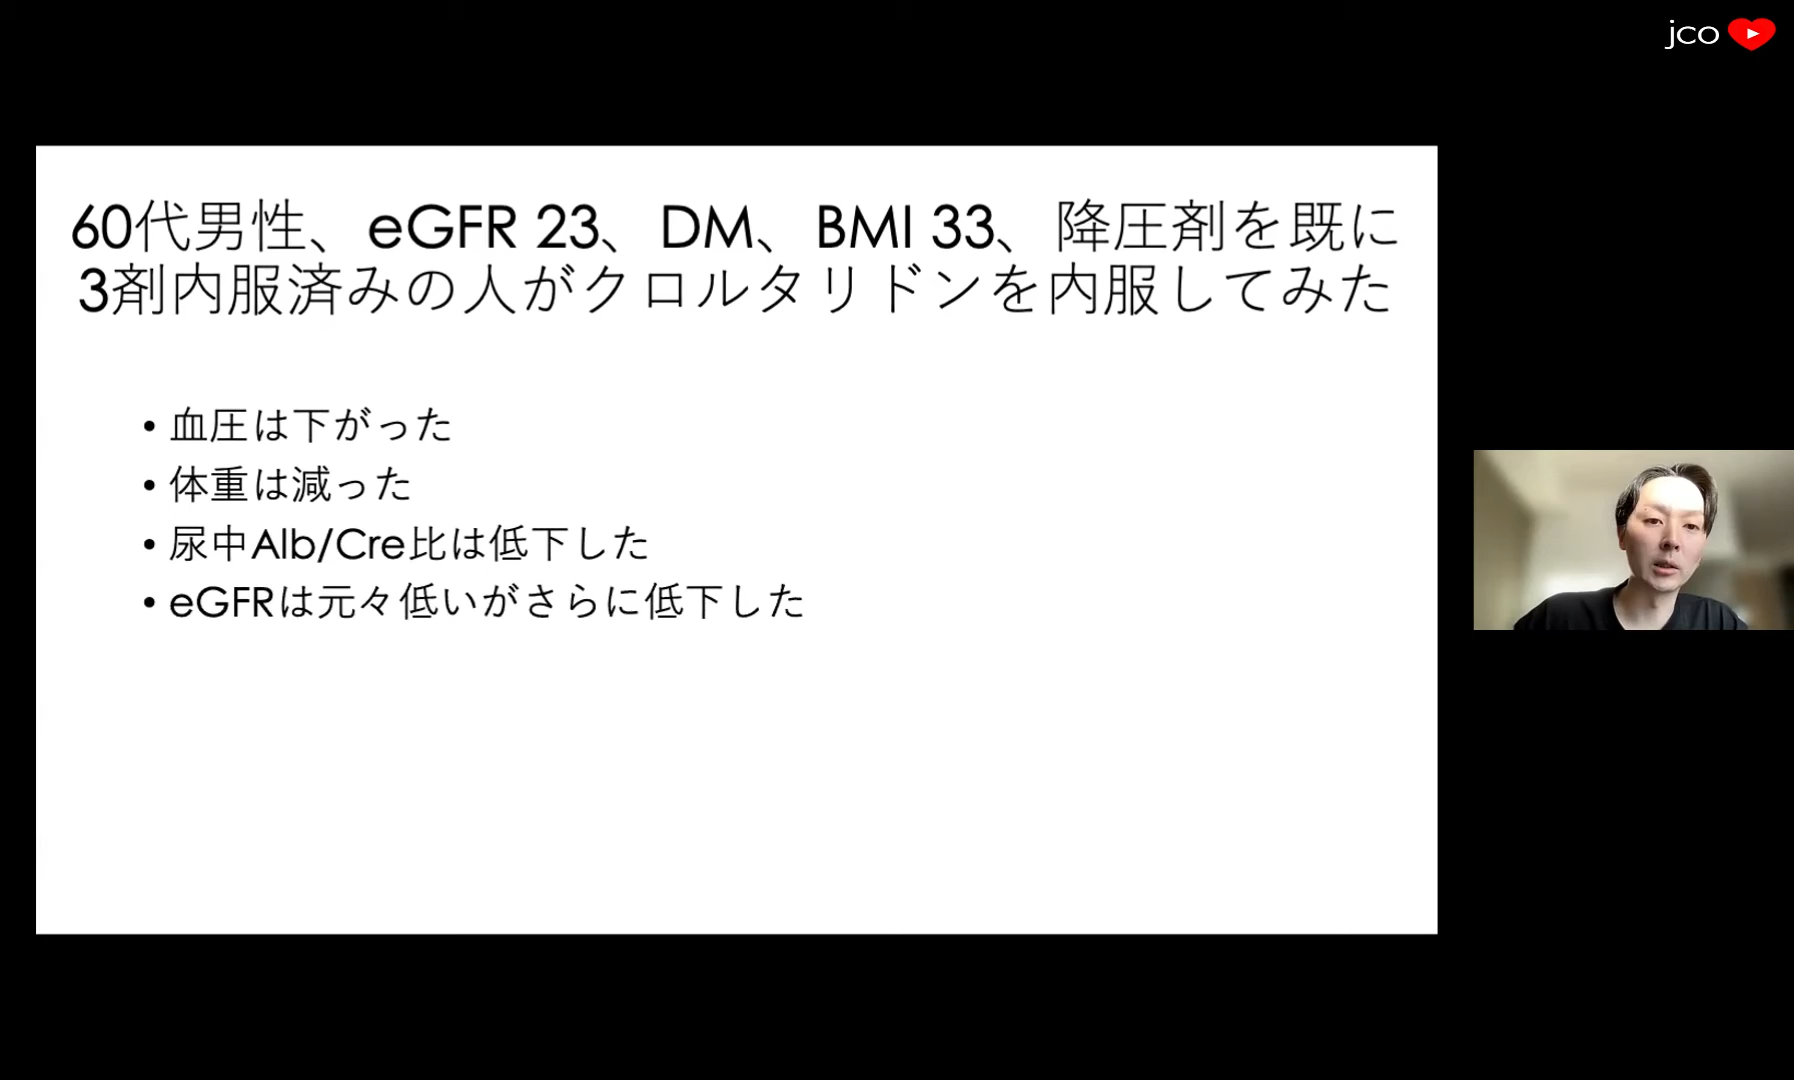 jco
60代男性、eGFR 23、DM、BMI 33、降圧剤を既に
3剤内服済みの人がクロルタリドンを内服してみた
• 血圧は下がった
• 体重は減った
• 尿中Alb/Cre比は低下した
• eGFRは元々低いがさらに低下した